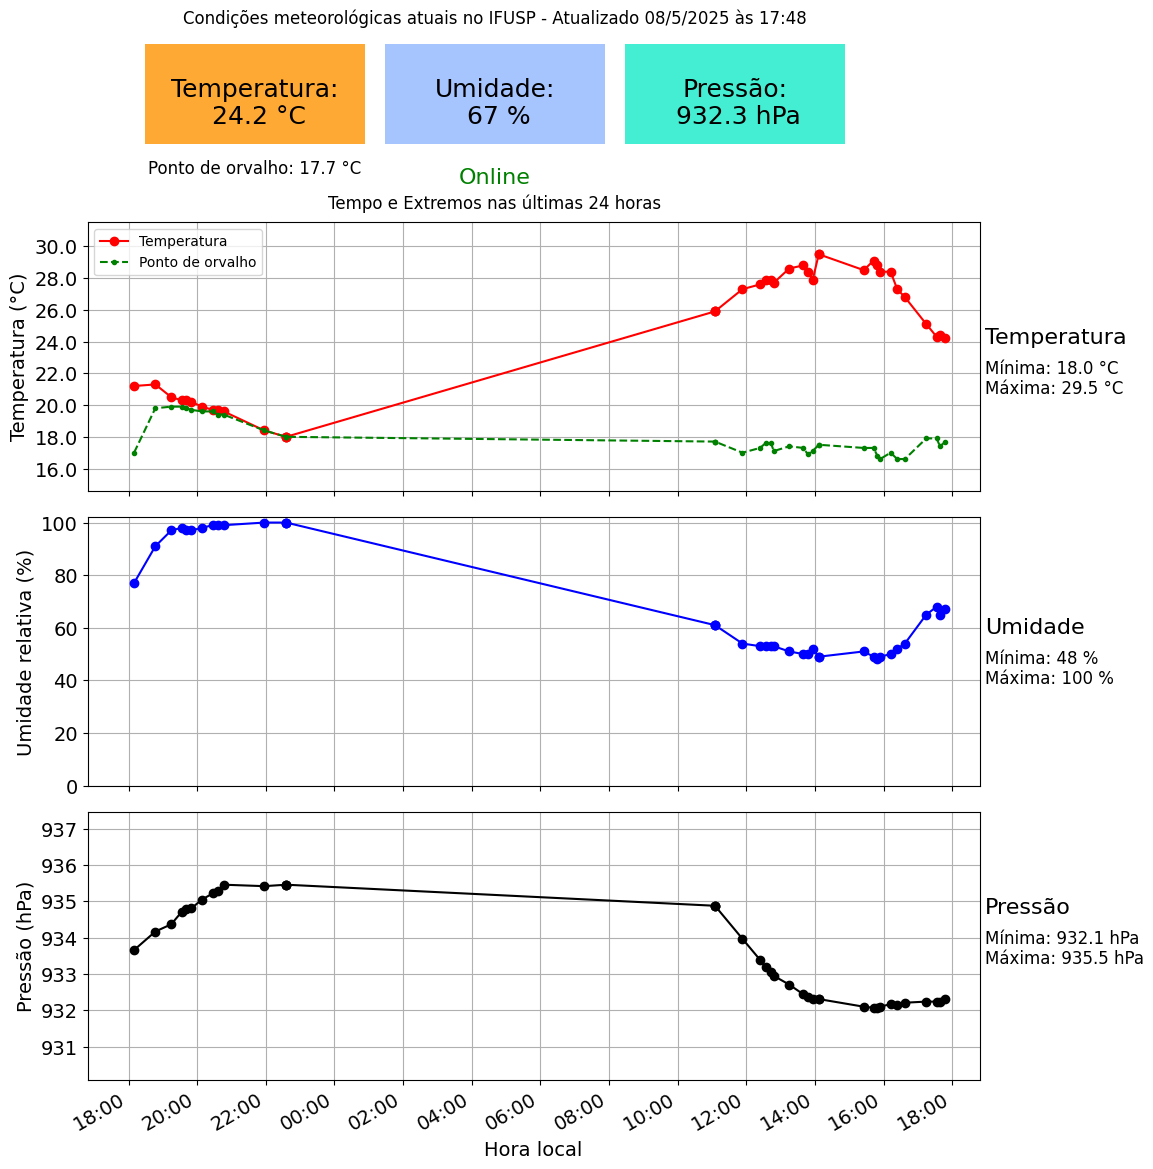 Condições meteorológicas atuais no IFUSP - Atualizado 08/5/2025 às 17:48
Temperatura:
24.2 °C
Umidade:
67 %
Pressão:
932.3 hPa
Ponto de orvalho: 17.7 °C
Online
Tempo e Extremos nas últimas 24 horas
Temperatura
Ponto de orvalho
Temperatura (°C)
30.0
28.0
26.0
24.0
22.0
20.0
18.0
16.0
Temperatura
Mínima: 18.0 °C
Máxima: 29.5 °C
Umidade relativa (%)
100
80
60
40
20
0
Umidade
Mínima: 48 %
Máxima: 100 %
Pressão (hPa)
937
936
935
934
933
932
931
Pressão
Mínima: 932.1 hPa
Máxima: 935.5 hPa
18:00
20:00
22:00
00:00
02:00
04:00
06:00
08:00
10:00
12:00
14:00
16:00
18:00
Hora local